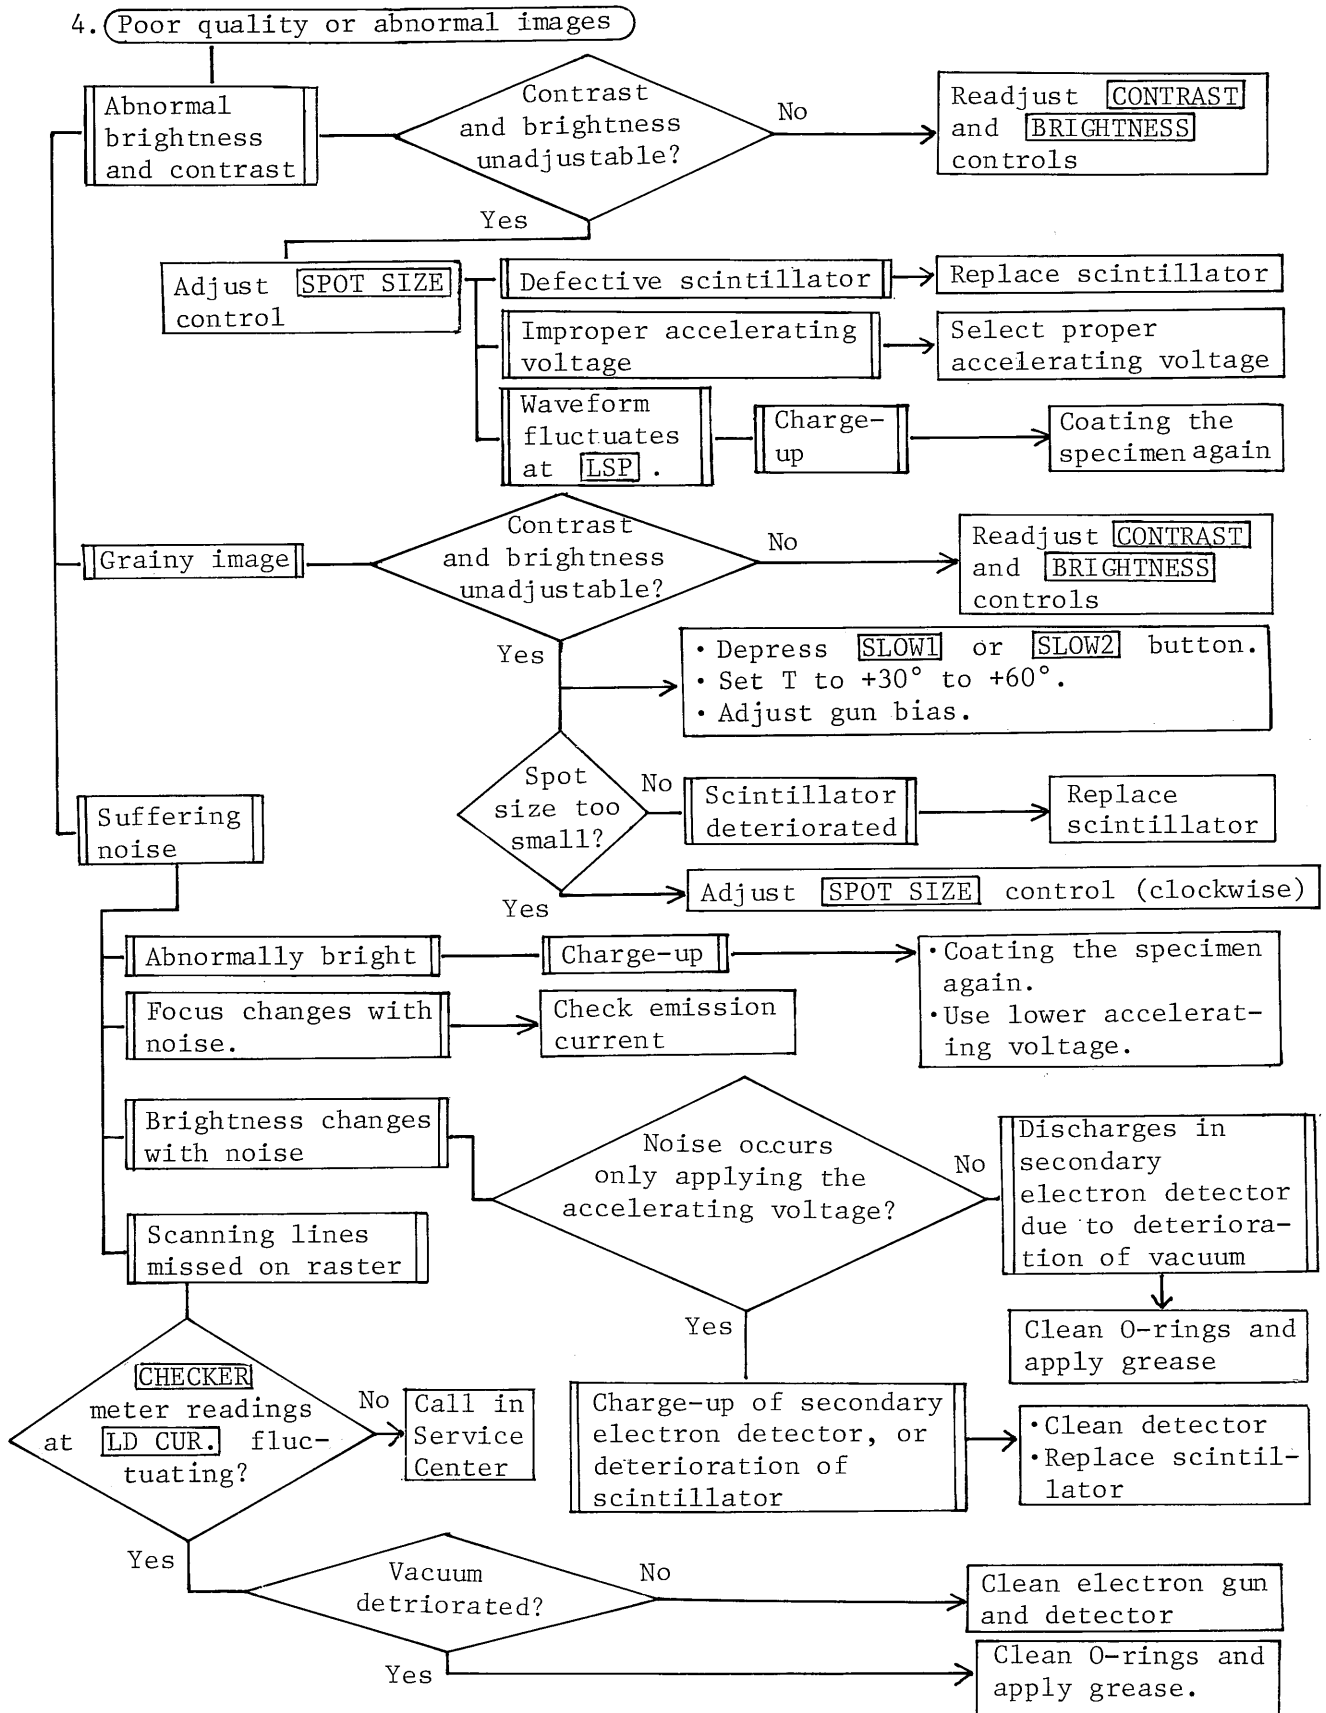 4. Poor quality or abnormal images
Abnormal
brightness
and contrast
Contrast
and brightness
unadjustable?
No
Readjust CONTRAST
and BRIGHTNESS
controls
Yes
Adjust SPOT SIZE
control
Defective scintillator
Replace scintillator
Improper accelerating
voltage
Select proper
accelerating voltage
Waveform
fluctuates
at LSP .
Charge-
up
Coating the
specimen again
Grainy image
Contrast
and brightness
unadjustable?
No
Readjust CONTRAST
and BRIGHTNESS
controls
Yes
· Depress SLOW1 or SLOW2 button.
· Set T to +30° to +60°.
· Adjust gun bias.
Spot
size too
small?
No
Scintillator
deteriorated
Replace
scintillator
Yes
Adjust SPOT SIZE control (clockwise)
Suffering
noise
Abnormally bright
Charge-up
·Coating the specimen
again.
·Use lower accelerat-
ing voltage.
Focus changes with
noise.
Check emission
current
Brightness changes
with noise
Noise occurs
only applying the
accelerating voltage?
No
Discharges in
secondary
electron detector
due to deteriora-
tion of vacuum
Clean O-rings and
apply grease
Yes
Charge-up of secondary
electron detector, or
deterioration of
scintillator
·Clean detector
·Replace scintil-
lator
Scanning lines
missed on raster
CHECKER
meter readings
at LD CUR. fluc-
tuating?
No
Call in
Service
Center
Yes
Vacuum
detriorated?
No
Clean electron gun
and detector
Yes
Clean O-rings and
apply grease.